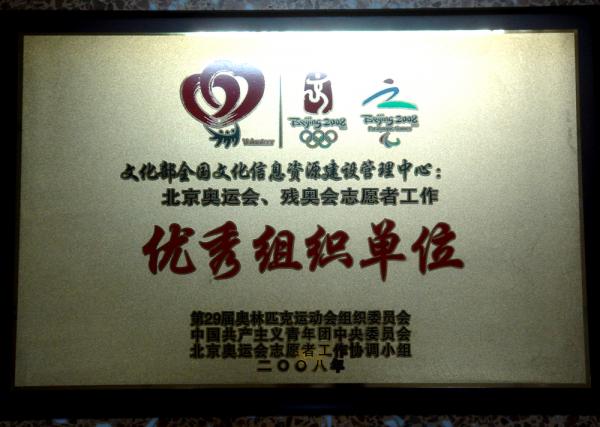 Volunteer
Beijing 2008
Beijing 2008
Paralympic Games
文化部全国文化信息资源建设管理中心：
北京奥运会、残奥会志愿者工作
优秀组织单位
第29届奥林匹克运动会组织委员会
中国共产主义青年团中央委员会
北京奥运会志愿者工作协调小组
二〇〇八年